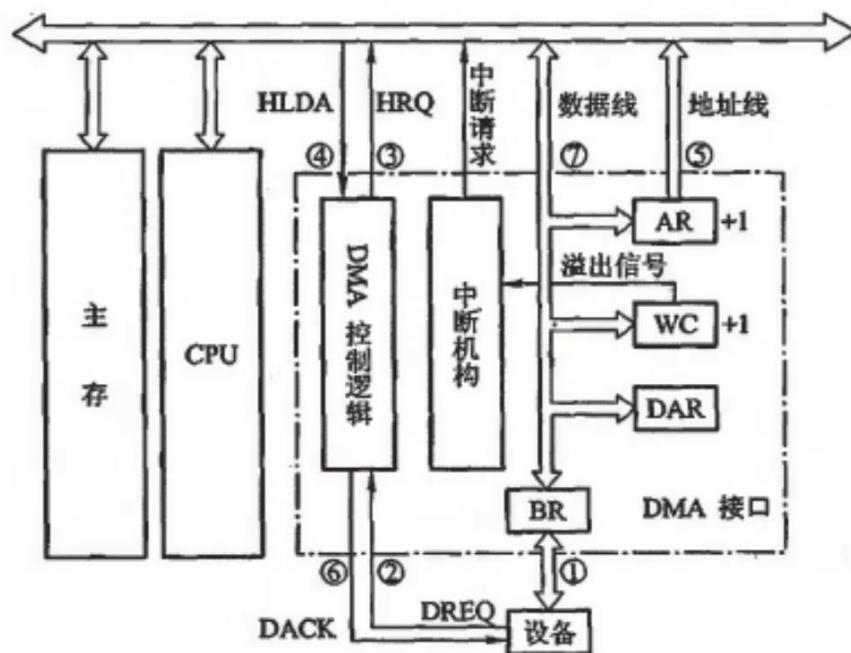 HLDA
HRQ
中断请求
数据线
地址线
④
③
⑦
⑤
主存
CPU
DMA 控制逻辑
中断机构
AR
+1
溢出信号
WC
+1
DAR
BR
DMA 接口
⑥
②
①
DACK
DREQ
设备